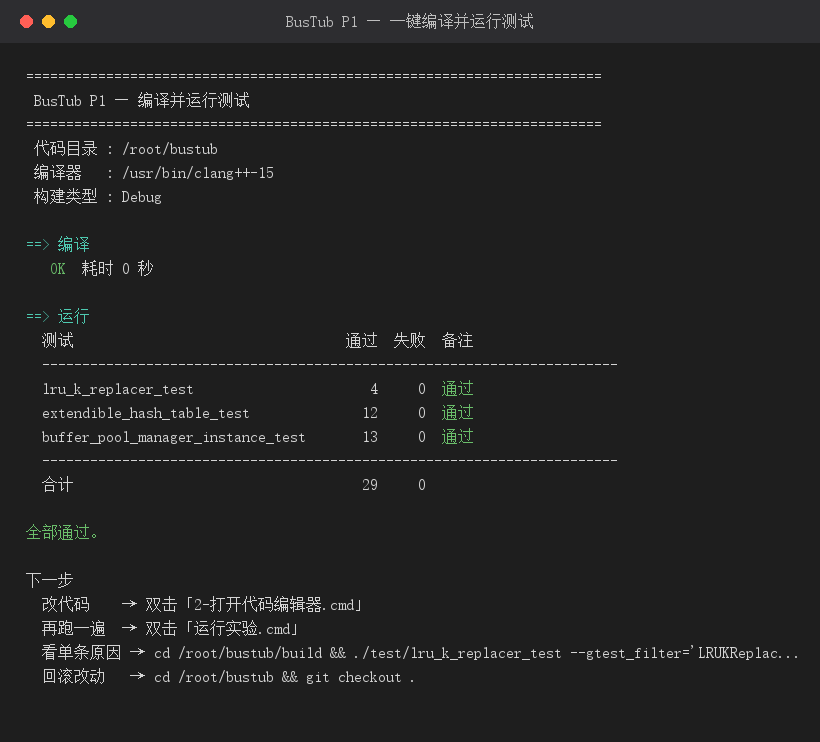 BusTub P1 — 一键编译并运行测试
========================================================================
BusTub P1 — 编译并运行测试
========================================================================
代码目录 : /root/bustub
编译器 : /usr/bin/clang++-15
构建类型 : Debug
==> 编译
OK 耗时 0 秒
==> 运行
测试 通过 失败 备注
------------------------------------------------------------------------
lru_k_replacer_test 4 0 通过
extendible_hash_table_test 12 0 通过
buffer_pool_manager_instance_test 13 0 通过
------------------------------------------------------------------------
合计 29 0
全部通过。
下一步
改代码 → 双击「2-打开代码编辑器.cmd」
再跑一遍 → 双击「运行实验.cmd」
看单条原因 → cd /root/bustub/build && ./test/lru_k_replacer_test --gtest_filter='LRUKReplac...
回滚改动 → cd /root/bustub && git checkout .